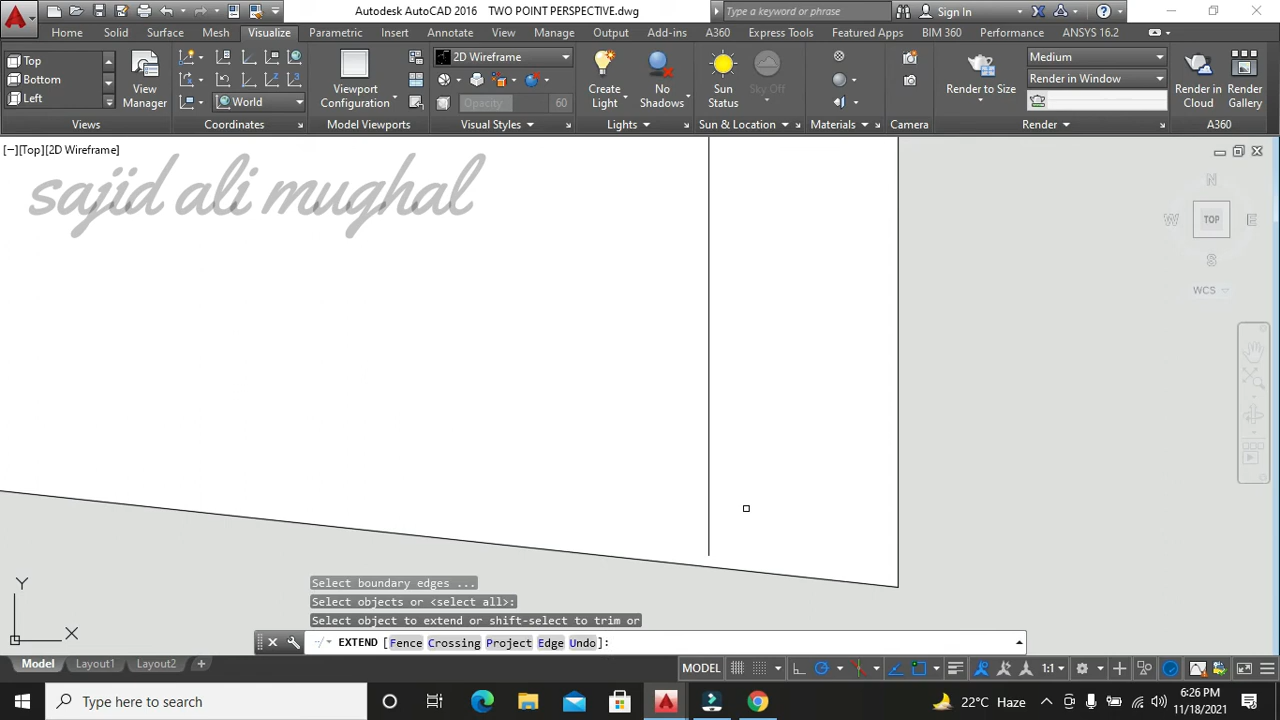 Autodesk AutoCAD 2016 TWO POINT PERSPECTIVE.dwg
Type a keyword or phrase
Sign In
Home Solid Surface Mesh Visualize Parametric Insert Annotate View Manage Output Add-ins A360 Express Tools Featured Apps BIM 360 Performance ANSYS 16.2
Top
Bottom
Left
View
Manager
Views
World
Coordinates
Viewport
Configuration
Model Viewports
2D Wireframe
Opacity 60
Visual Styles
Create
Light
No
Shadows
Lights
Sun
Status
Sky Off
Sun & Location
Materials
Camera
Render to Size
Medium
Render in Window
Render
Render in
Cloud
Render
Gallery
A360
[−][Top][2D Wireframe]
sajid ali mughal
N
W TOP E
S
WCS
Y
X
Select boundary edges ...
Select objects or <select all>:
Select object to extend or shift-select to trim or
EXTEND [Fence Crossing Project Edge Undo]:
Model Layout1 Layout2 +
MODEL
1:1
Type here to search
22°C Haze
6:26 PM
11/18/2021